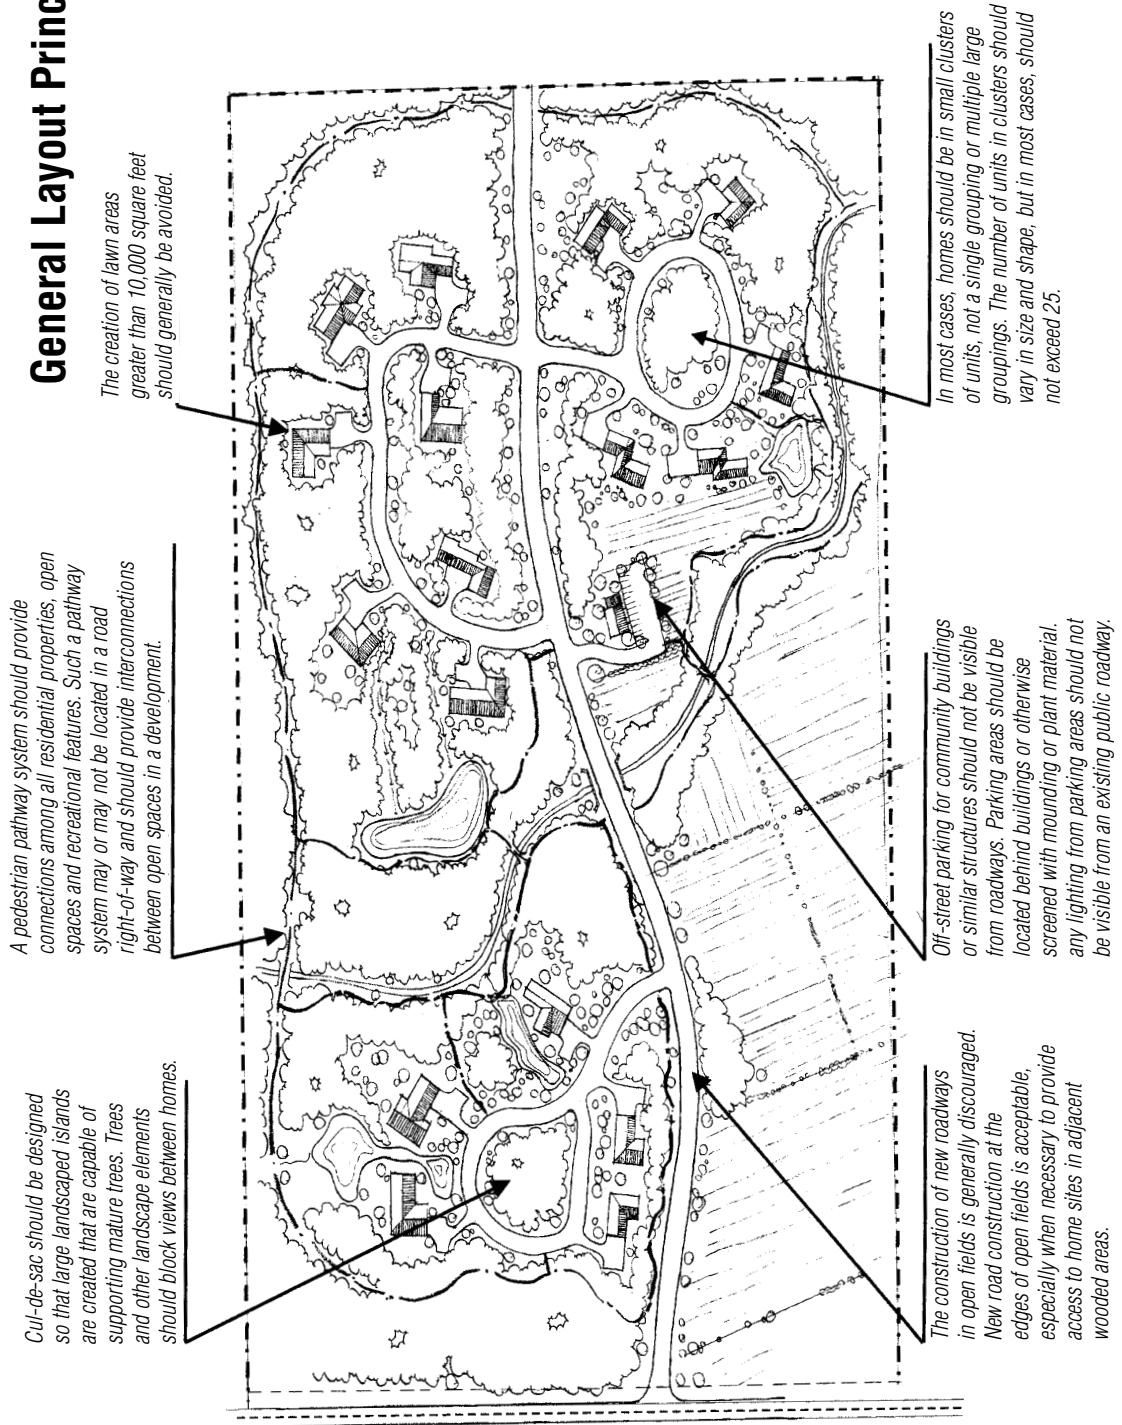 General Layout Princ
Cul-de-sac should be designed
so that large landscaped islands
are created that are capable of
supporting mature trees. Trees
and other landscape elements
should block views between homes.
A pedestrian pathway system should provide
connections among all residential properties, open
spaces and recreational features. Such a pathway
system may or may not be located in a road
right-of-way and should provide interconnections
between open spaces in a development.
The creation of lawn areas
greater than 10,000 square feet
should generally be avoided.
The construction of new roadways
in open fields is generally discouraged.
New road construction at the
edges of open fields is acceptable,
especially when necessary to provide
access to home sites in adjacent
wooded areas.
Off-street parking for community buildings
or similar structures should not be visible
from roadways. Parking areas should be
located behind buildings or otherwise
screened with mounding or plant material.
any lighting from parking areas should not
be visible from an existing public roadway.
In most cases, homes should be in small clusters
of units, not a single grouping or multiple large
groupings. The number of units in clusters should
vary in size and shape, but in most cases, should
not exceed 25.